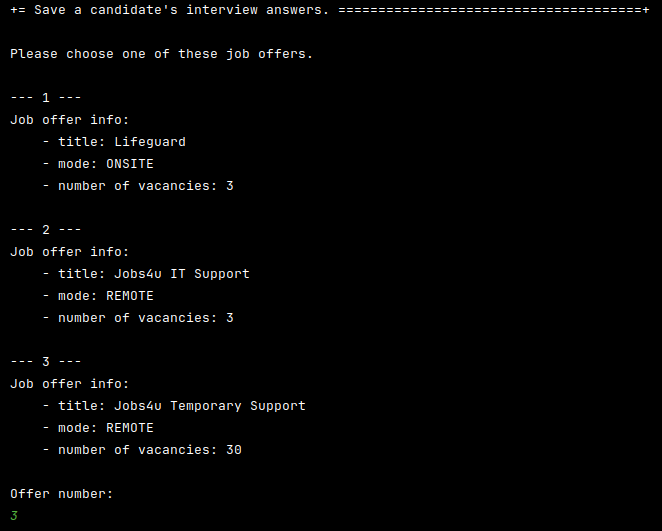 += Save a candidate's interview answers. ======================================+
Please choose one of these job offers.
--- 1 ---
Job offer info:
    - title: Lifeguard
    - mode: ONSITE
    - number of vacancies: 3
--- 2 ---
Job offer info:
    - title: Jobs4u IT Support
    - mode: REMOTE
    - number of vacancies: 3
--- 3 ---
Job offer info:
    - title: Jobs4u Temporary Support
    - mode: REMOTE
    - number of vacancies: 30
Offer number:
3